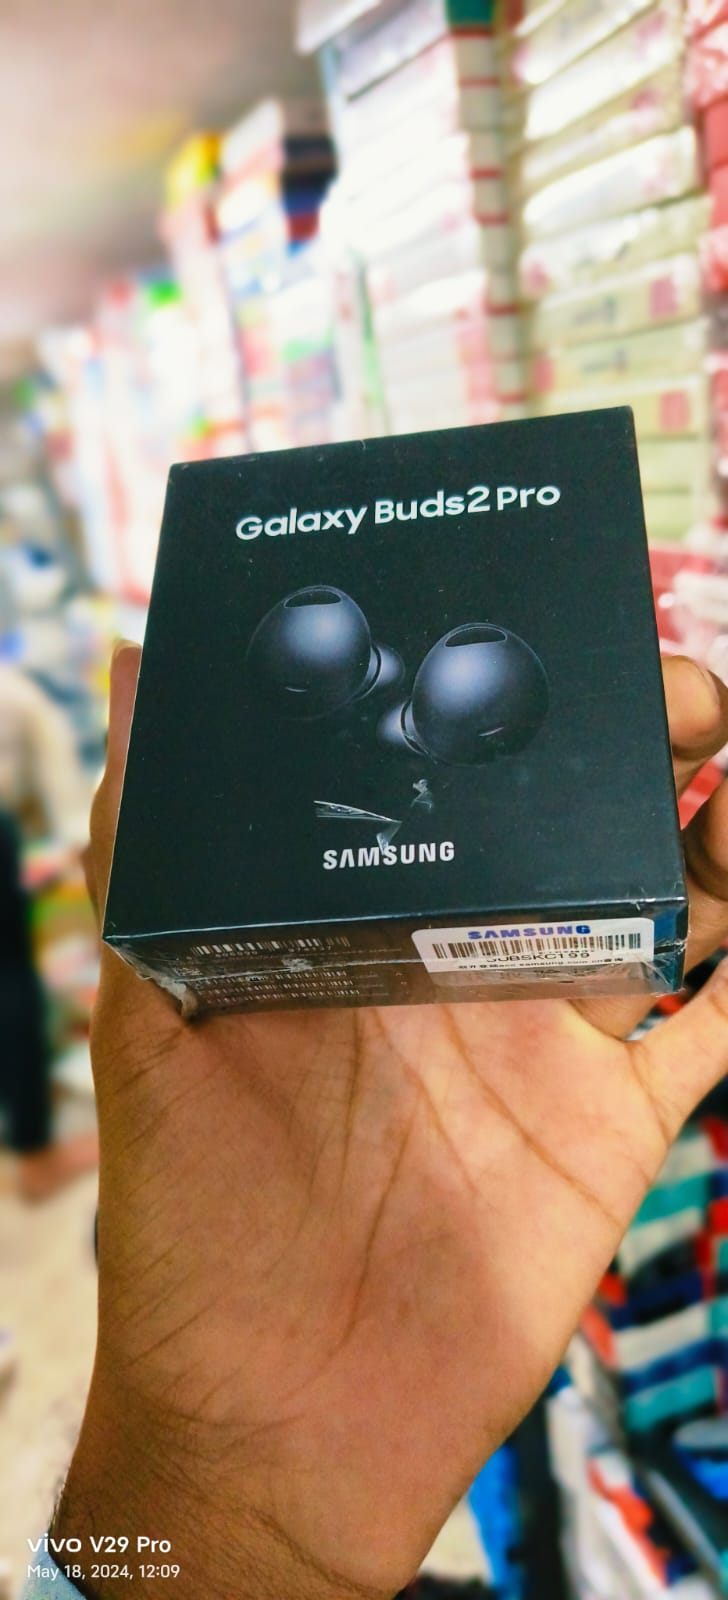 Galaxy Buds2 Pro
SAMSUNG
SAMSUNG
vivo V29 Pro
May 18, 2024, 12:09